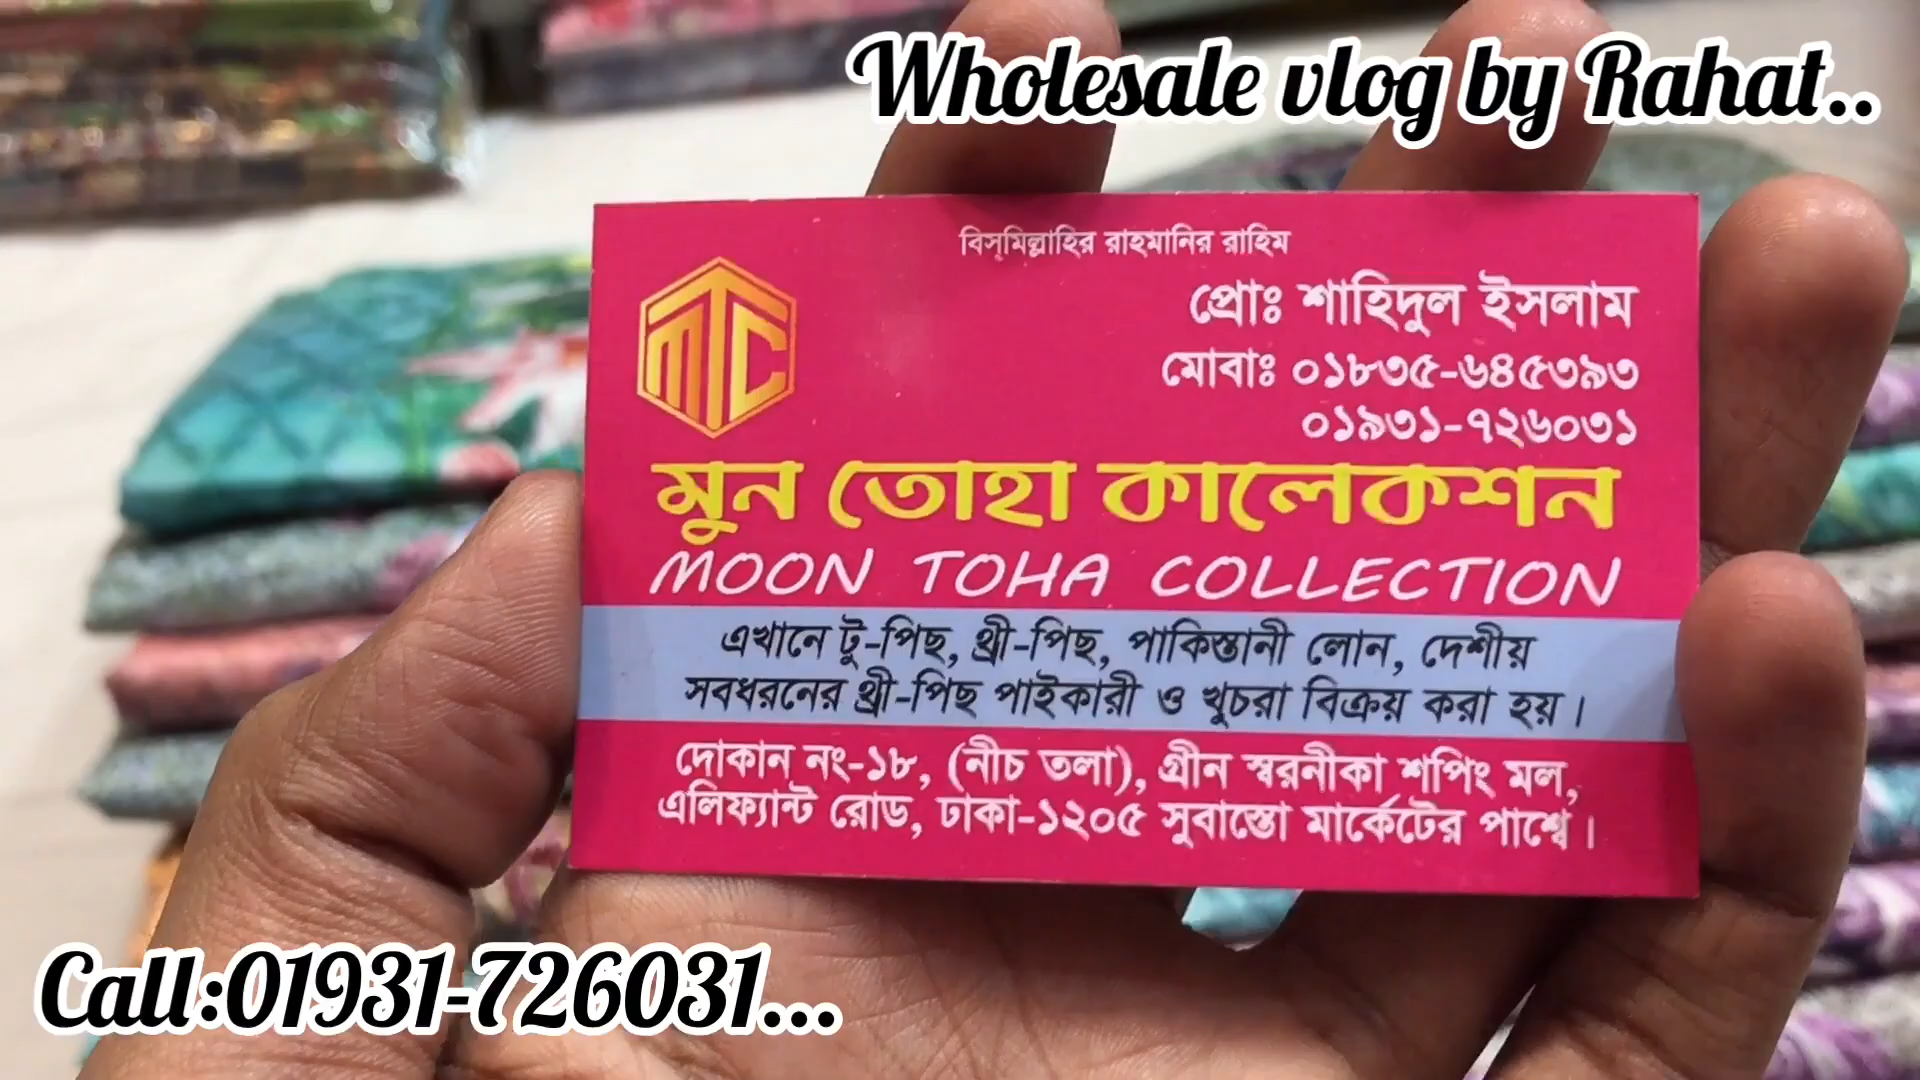 Wholesale vlog by Rahat..
বিস্‌মিল্লাহির রাহমানির রাহিম
MTC
প্রোঃ শাহিদুল ইসলাম
মোবাঃ ০১৮৩৫-৬৪৫৩৯৩
০১৯৩১-৭২৬০৩১
মুন তোহা কালেকশন
MOON TOHA COLLECTION
এখানে টু-পিছ, থ্রী-পিছ, পাকিস্তানী লোন, দেশীয়
সবধরনের থ্রী-পিছ পাইকারী ও খুচরা বিক্রয় করা হয়।
দোকান নং-১৮, (নীচ তলা), গ্রীন স্বরনীকা শপিং মল,
এলিফ্যান্ট রোড, ঢাকা-১২০৫ সুবাস্তো মার্কেটের পার্শ্বে।
Call:01931-726031...